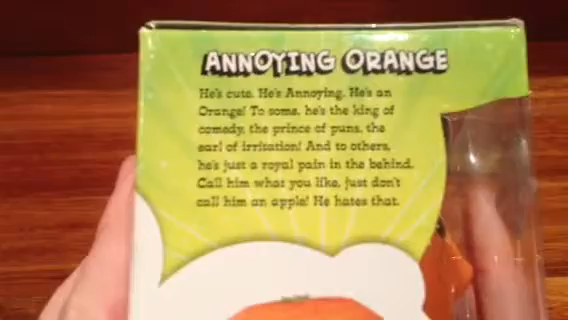 ANNOYING ORANGE
He's cute. He's Annoying. He's an
Orange! To some, he's the king of
comedy, the prince of puns, the
earl of irritation! And to others,
he's just a royal pain in the behind.
Call him what you like, just don't
call him an apple! He hates that.